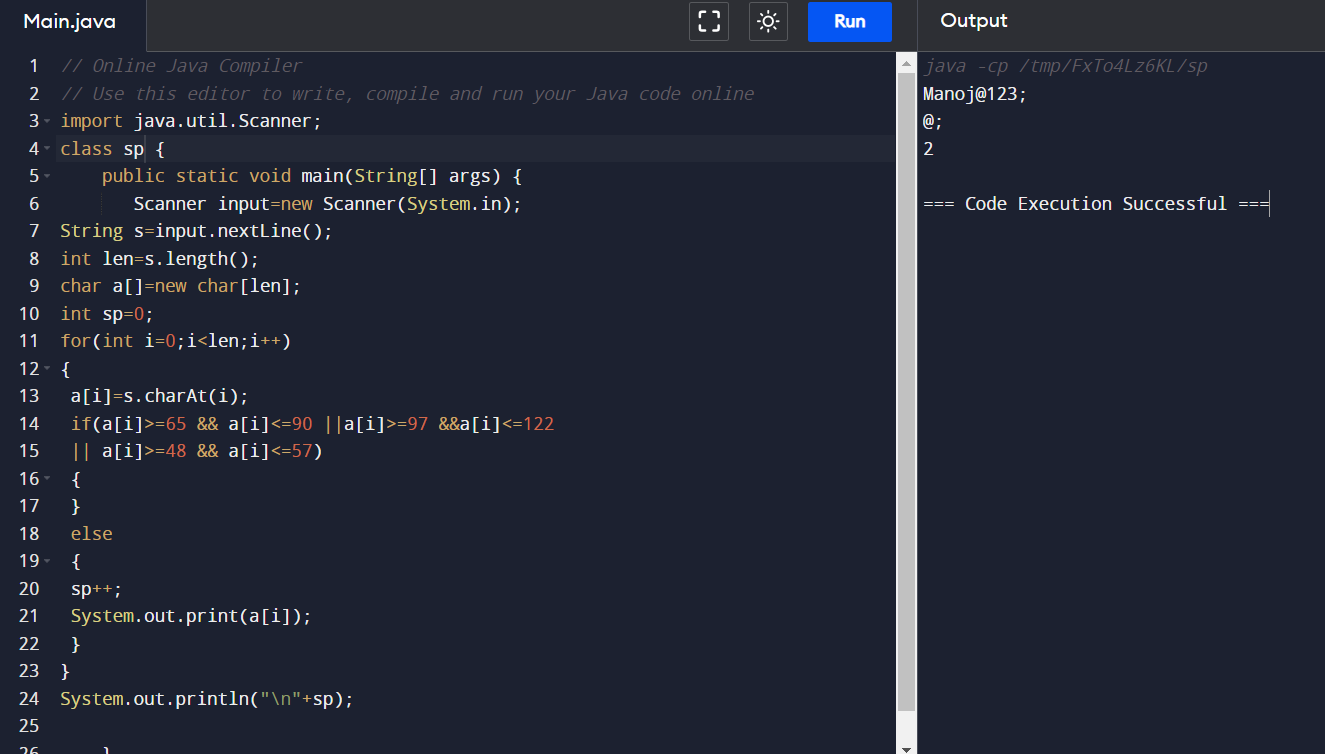 Main.java
Run
Output
1 // Online Java Compiler
2 // Use this editor to write, compile and run your Java code online
3 import java.util.Scanner;
4 class sp {
5 public static void main(String[] args) {
6 Scanner input=new Scanner(System.in);
7 String s=input.nextLine();
8 int len=s.length();
9 char a[]=new char[len];
10 int sp=0;
11 for(int i=0;i<len;i++)
12 {
13 a[i]=s.charAt(i);
14 if(a[i]>=65 && a[i]<=90 ||a[i]>=97 &&a[i]<=122
15 || a[i]>=48 && a[i]<=57)
16 {
17 }
18 else
19 {
20 sp++;
21 System.out.print(a[i]);
22 }
23 }
24 System.out.println("\n"+sp);
25
26 }
java -cp /tmp/FxTo4Lz6KL/sp
Manoj@123;
@;
2
=== Code Execution Successful ===